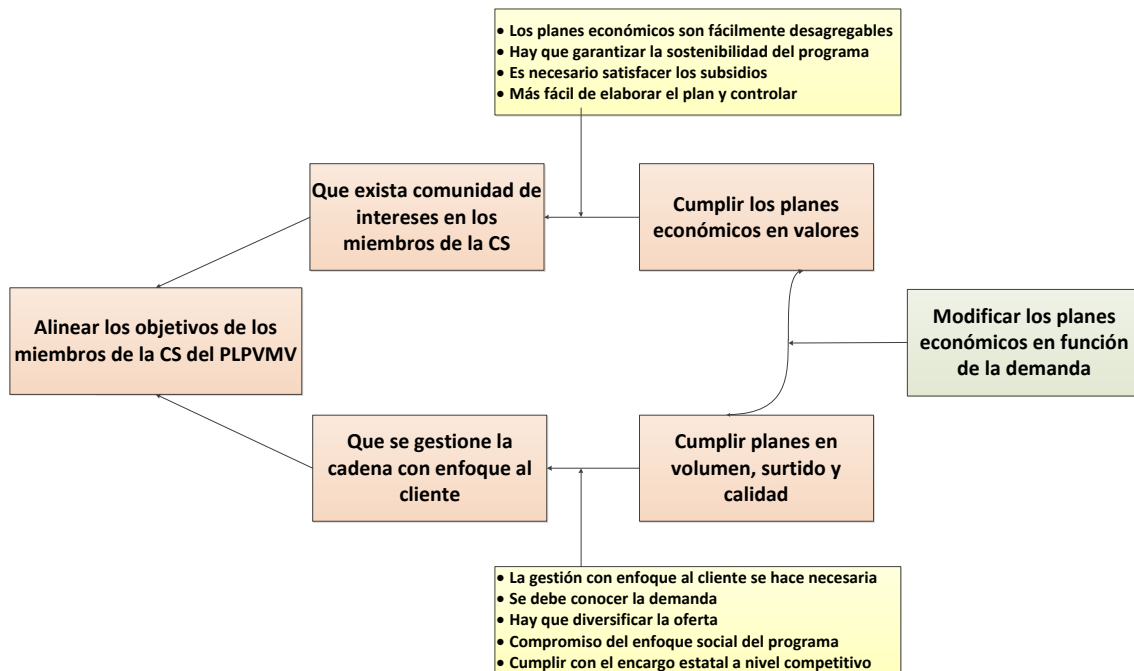 • Los planes económicos son fácilmente desagregables
• Hay que garantizar la sostenibilidad del programa
• Es necesario satisfacer los subsidios
• Más fácil de elaborar el plan y controlar
Que exista comunidad de
intereses en los
miembros de la CS
Cumplir los planes
económicos en valores
Alinear los objetivos de los
miembros de la CS del PLPVMV
Modificar los planes
económicos en función
de la demanda
Que se gestione la
cadena con enfoque al
cliente
Cumplir planes en
volumen, surtido y
calidad
• La gestión con enfoque al cliente se hace necesaria
• Se debe conocer la demanda
• Hay que diversificar la oferta
• Compromiso del enfoque social del programa
• Cumplir con el encargo estatal a nivel competitivo